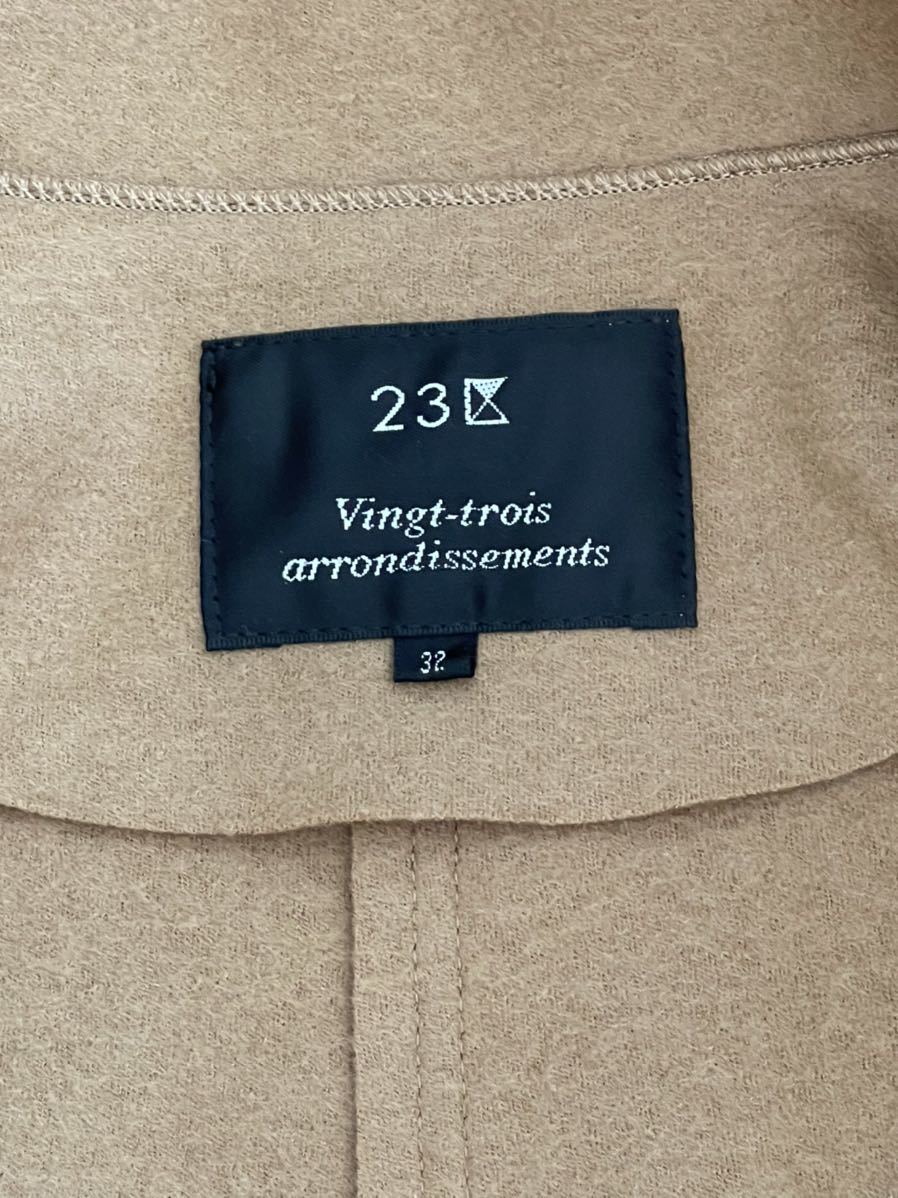 23区
Vingt-trois
arrondissements
32